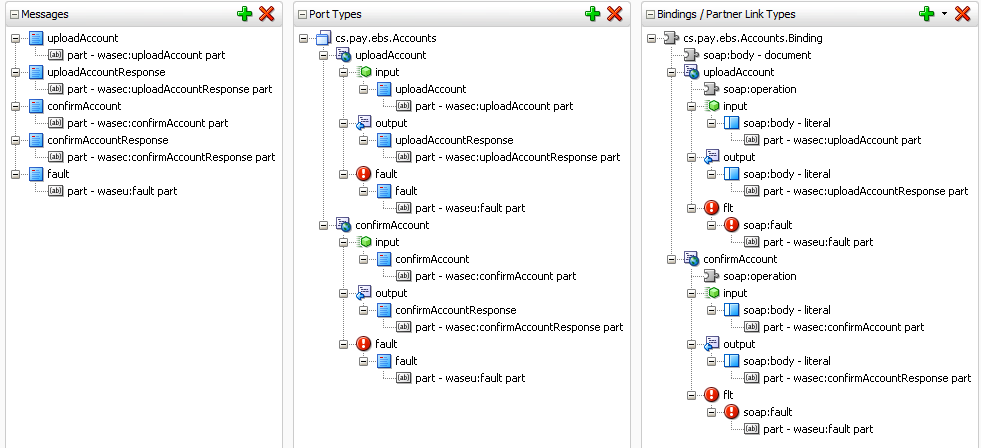 Messages
uploadAccount
part - wasec:uploadAccount part
uploadAccountResponse
part - wasec:uploadAccountResponse part
confirmAccount
part - wasec:confirmAccount part
confirmAccountResponse
part - wasec:confirmAccountResponse part
fault
part - waseu:fault part
Port Types
cs.pay.ebs.Accounts
uploadAccount
input
uploadAccount
part - wasec:uploadAccount part
output
uploadAccountResponse
part - wasec:uploadAccountResponse part
fault
fault
part - waseu:fault part
confirmAccount
input
confirmAccount
part - wasec:confirmAccount part
output
confirmAccountResponse
part - wasec:confirmAccountResponse part
fault
fault
part - waseu:fault part
Bindings / Partner Link Types
cs.pay.ebs.Accounts.Binding
soap:body - document
uploadAccount
soap:operation
input
soap:body - literal
part - wasec:uploadAccount part
output
soap:body - literal
part - wasec:uploadAccountResponse part
flt
soap:fault
part - waseu:fault part
confirmAccount
soap:operation
input
soap:body - literal
part - wasec:confirmAccount part
output
soap:body - literal
part - wasec:confirmAccountResponse part
flt
soap:fault
part - waseu:fault part